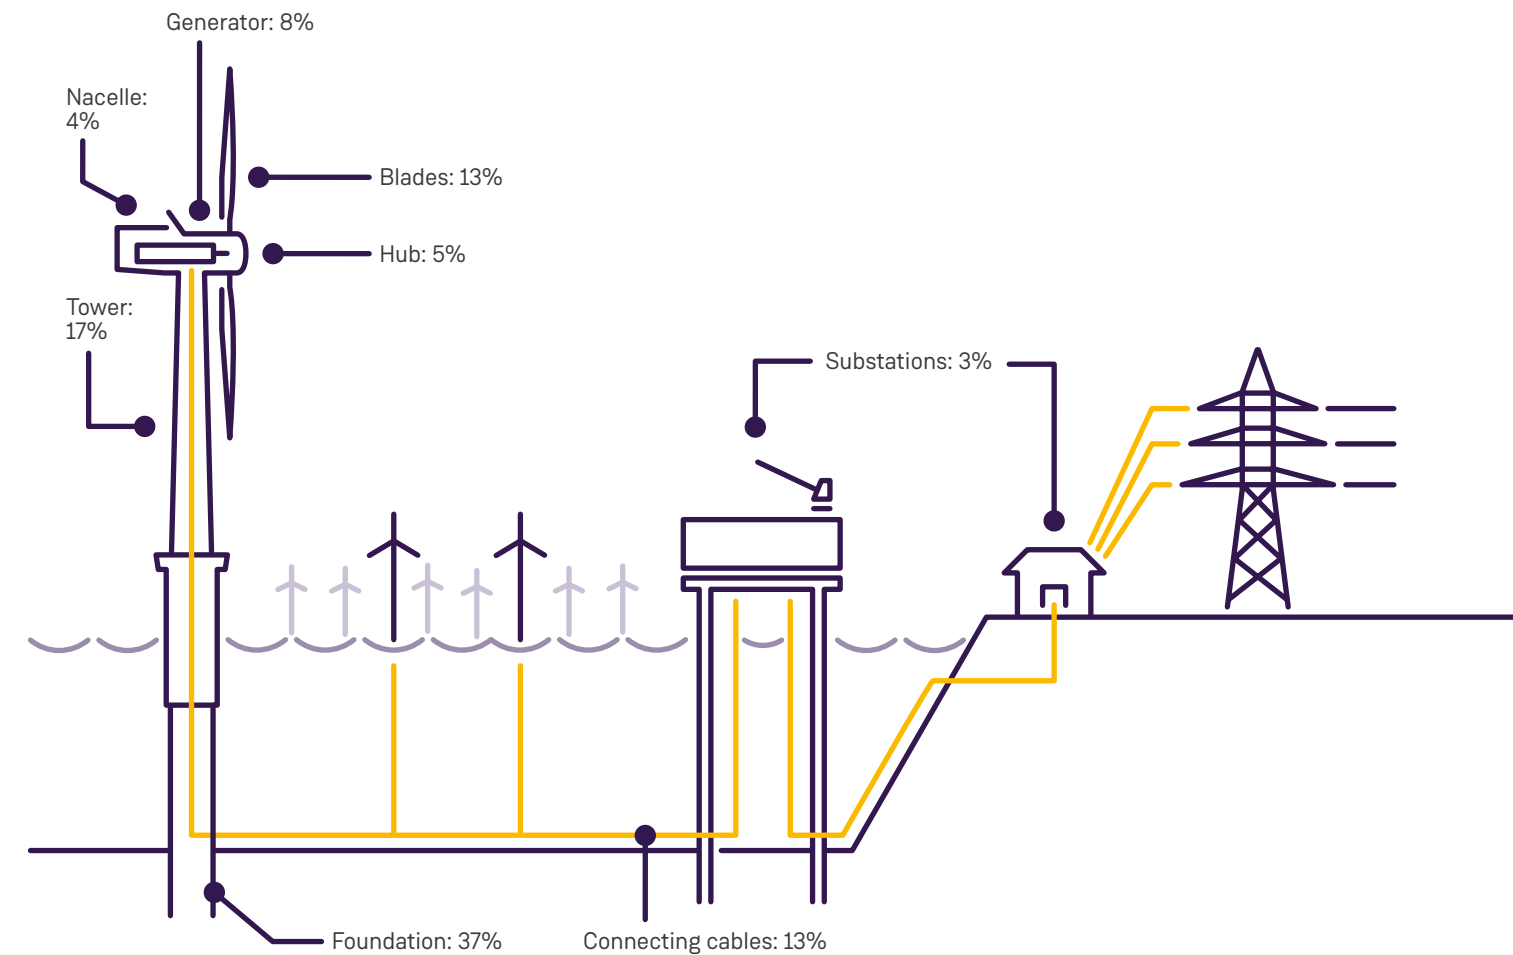 Generator: 8%
Nacelle:
4%
Blades: 13%
Hub: 5%
Tower:
17%
Substations: 3%
Foundation: 37%
Connecting cables: 13%